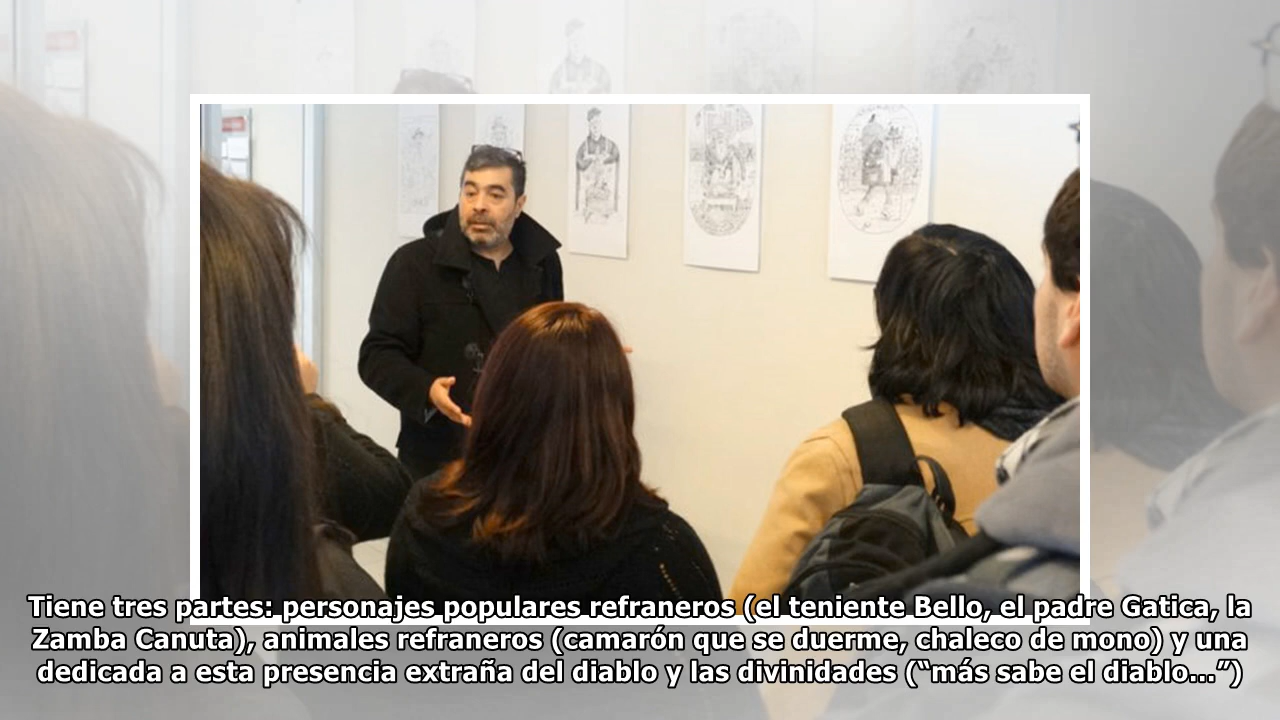 Tiene tres partes: personajes populares refraneros (el teniente Bello, el padre Gatica, la
Zamba Canuta), animales refraneros (camarón que se duerme, chaleco de mono) y una
dedicada a esta presencia extraña del diablo y las divinidades (“más sabe el diablo...”)